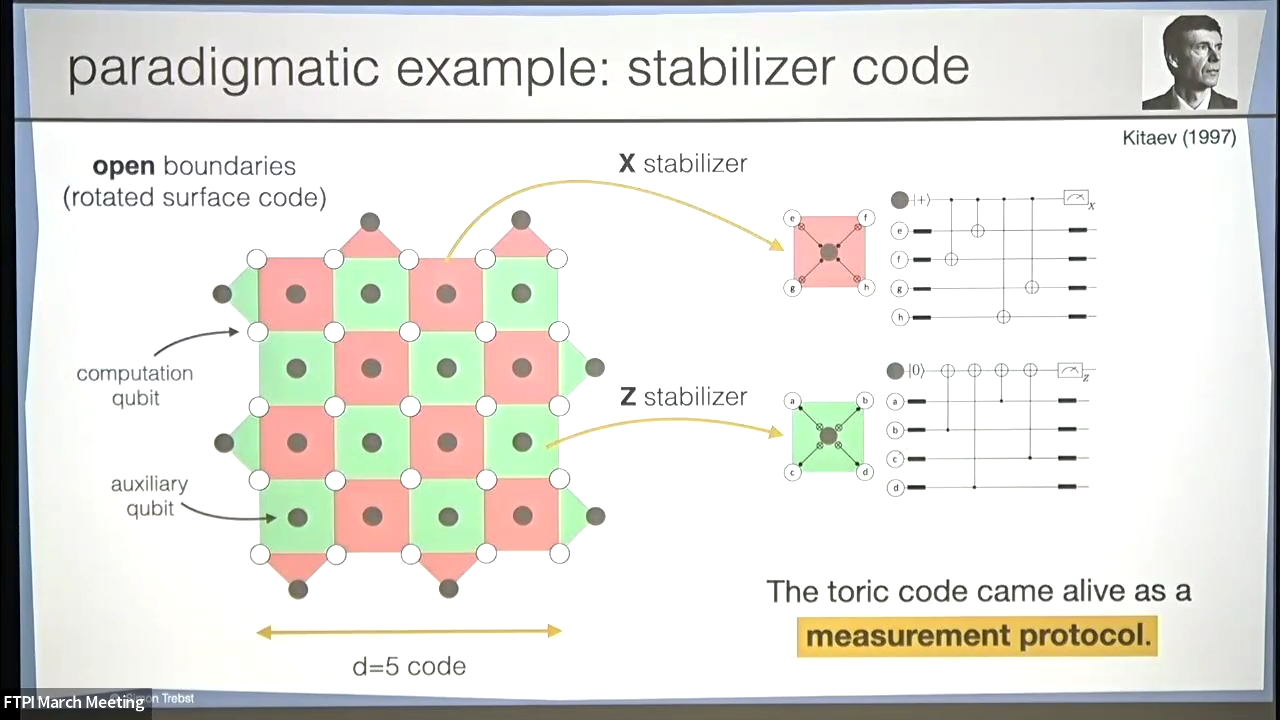 paradigmatic example: stabilizer code
Kitaev (1997)
open boundaries
(rotated surface code)
X stabilizer
e f
g h
|+⟩
x
e
f
g
h
computation
qubit
Z stabilizer
a b
c d
|0⟩
z
a
b
c
d
auxiliary
qubit
The toric code came alive as a
measurement protocol.
d=5 code
FTPI March Meeting
Trebst